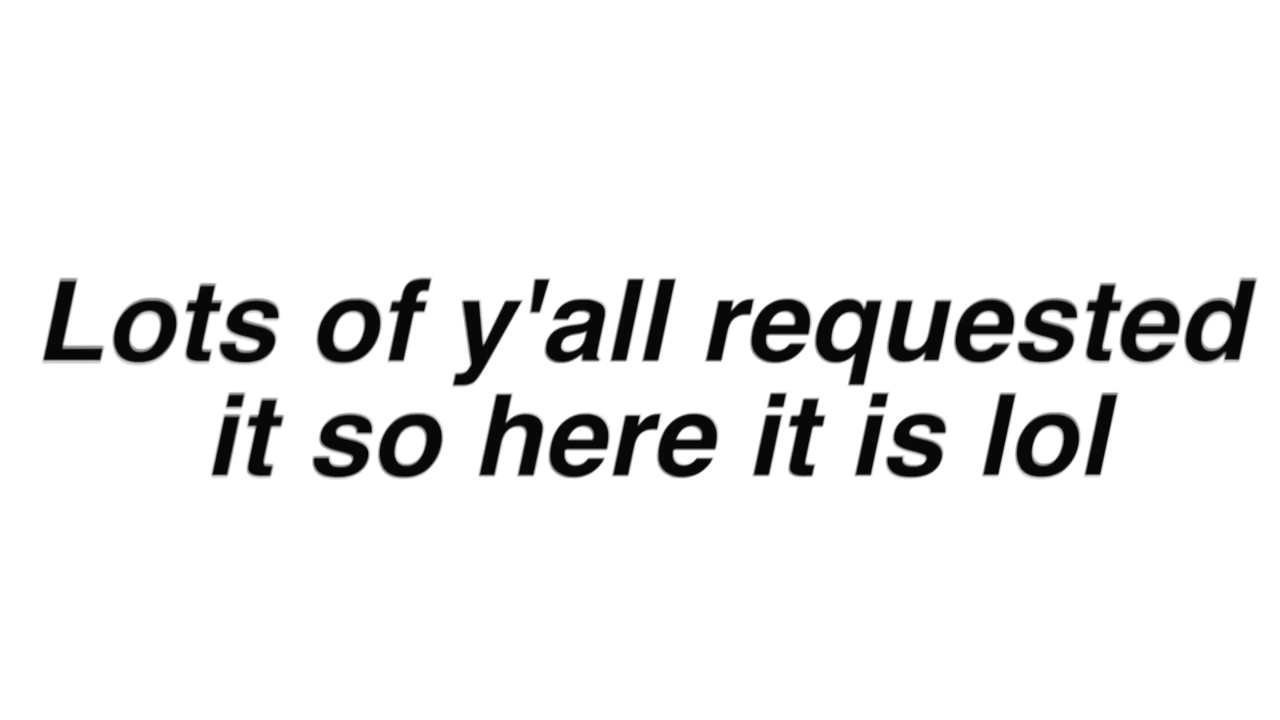 Lots of y'all requested
it so here it is lol